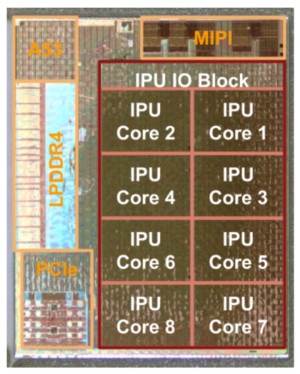 A53
MIPI
IPU IO Block
IPU
Core 2
IPU
Core 1
LPDDR4
IPU
Core 4
IPU
Core 3
PCIe
IPU
Core 6
IPU
Core 5
IPU
Core 8
IPU
Core 7